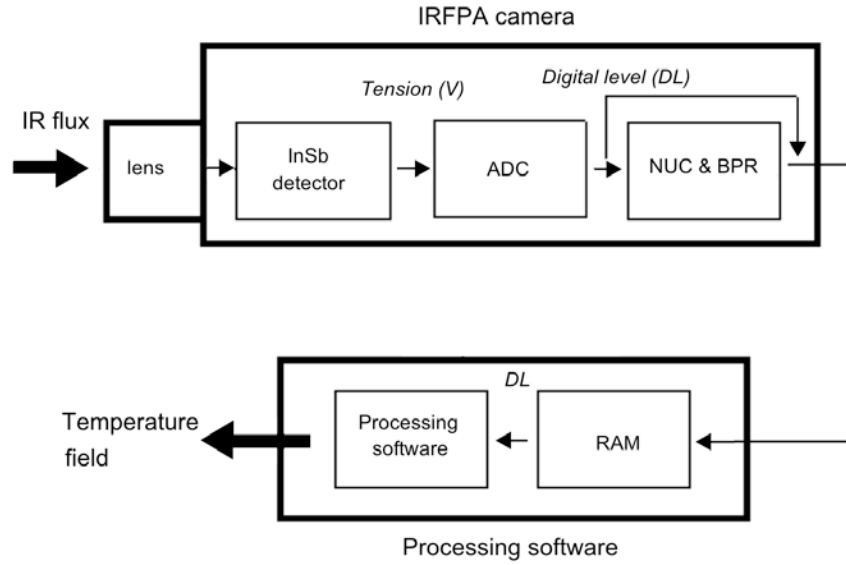 IRFPA camera
Tension (V)
Digital level (DL)
IR flux
lens
InSb
detector
ADC
NUC & BPR
DL
Temperature
field
Processing
software
RAM
Processing software